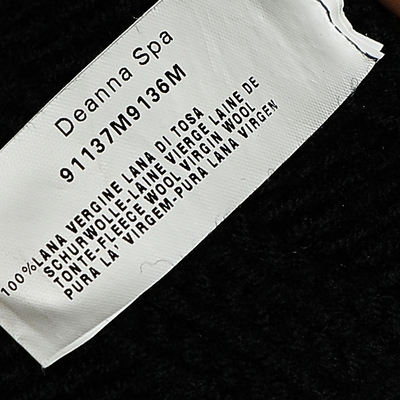 Deanna Spa
91137M9136M
100%LANA VERGINE LANA DI TOSA
SCHURWOLLE-LAINE VIERGE LAINE DE
TONTE-FLEECE WOOL VIRGIN WOOL
PURA LA' VIRGEM-PURA LANA VIRGEN